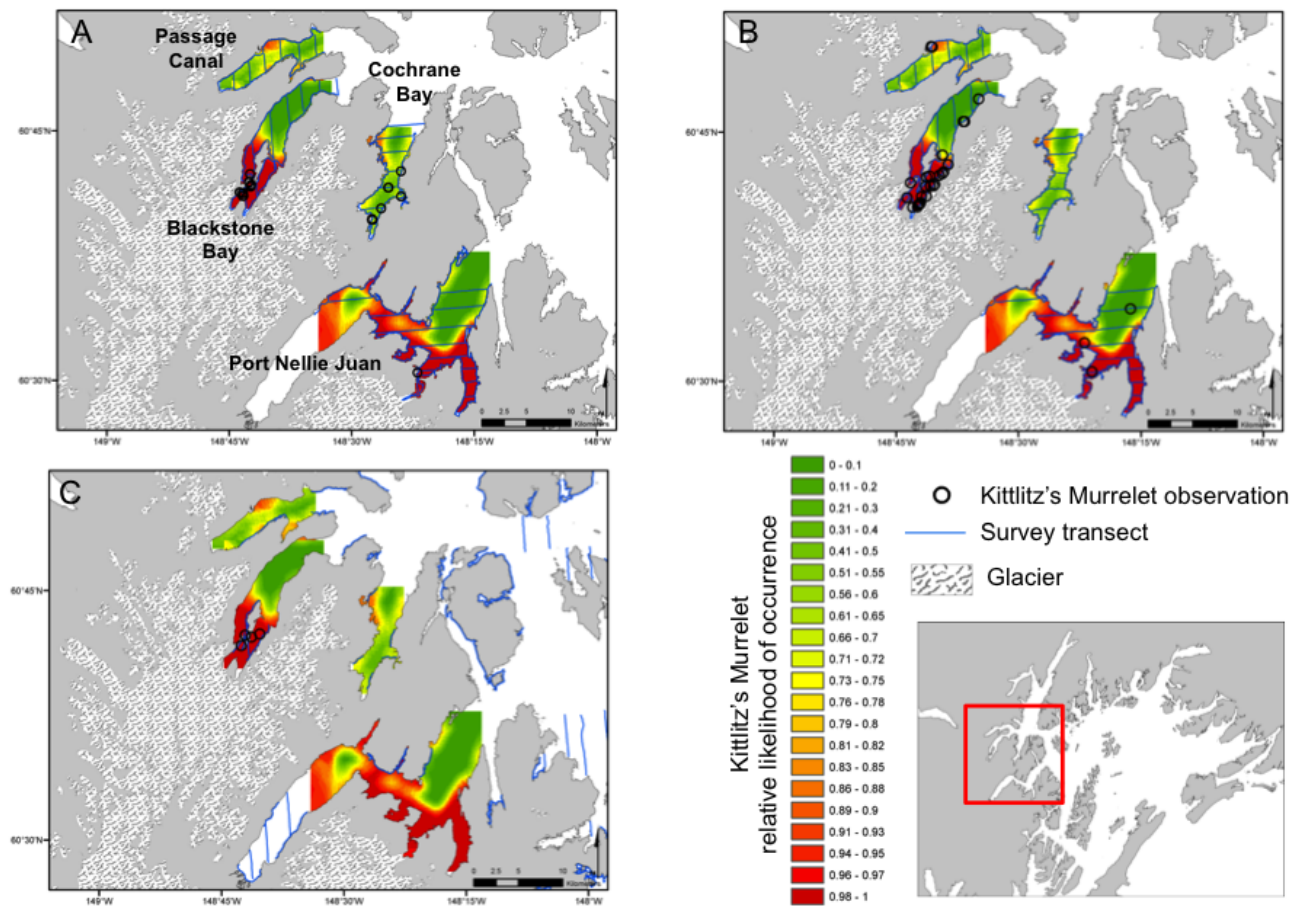 A
Passage
Canal
Cochrane
Bay
60°45'N
Blackstone
Bay
Port Nellie Juan
60°30'N
0 2.5 5 10
Kilometers
149°W 148°45'W 148°30'W 148°15'W 148°W
B
60°45'N
60°30'N
0 2.5 5 10
Kilometers
149°W 148°45'W 148°30'W 148°15'W 148°W
C
60°45'N
60°30'N
0 2.5 5 10
Kilometers
149°W 148°45'W 148°30'W 148°15'W 148°W
Kittlitz's Murrelet
relative likelihood of occurrence
0 - 0.1
0.11 - 0.2
0.21 - 0.3
0.31 - 0.4
0.41 - 0.5
0.51 - 0.55
0.56 - 0.6
0.61 - 0.65
0.66 - 0.7
0.71 - 0.72
0.73 - 0.75
0.76 - 0.78
0.79 - 0.8
0.81 - 0.82
0.83 - 0.85
0.86 - 0.88
0.89 - 0.9
0.91 - 0.93
0.94 - 0.95
0.96 - 0.97
0.98 - 1
Kittlitz's Murrelet observation
Survey transect
Glacier